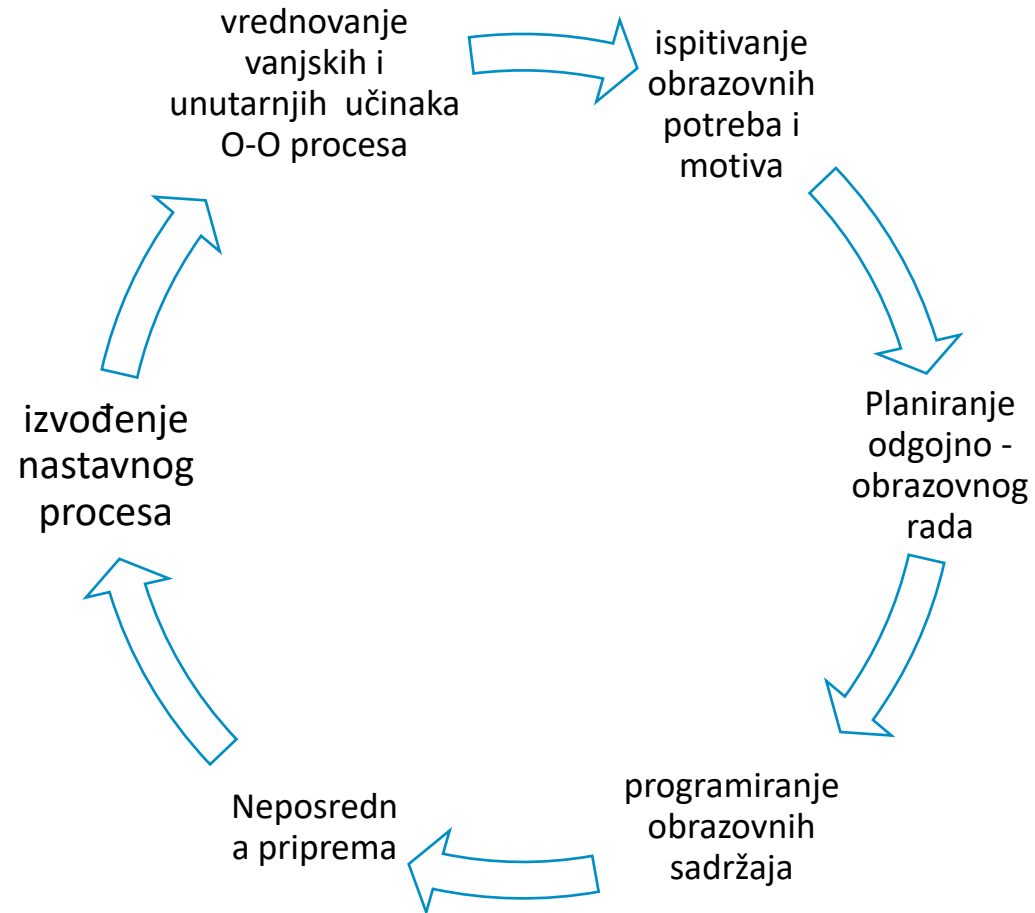 vrednovanje
vanjskih i
unutarnjih učinaka
O-O procesa
ispitivanje
obrazovnih
potreba i
motiva
Planiranje
odgojno -
obrazovnog
rada
programiranje
obrazovnih
sadržaja
Neposredn
a priprema
izvođenje
nastavnog
procesa